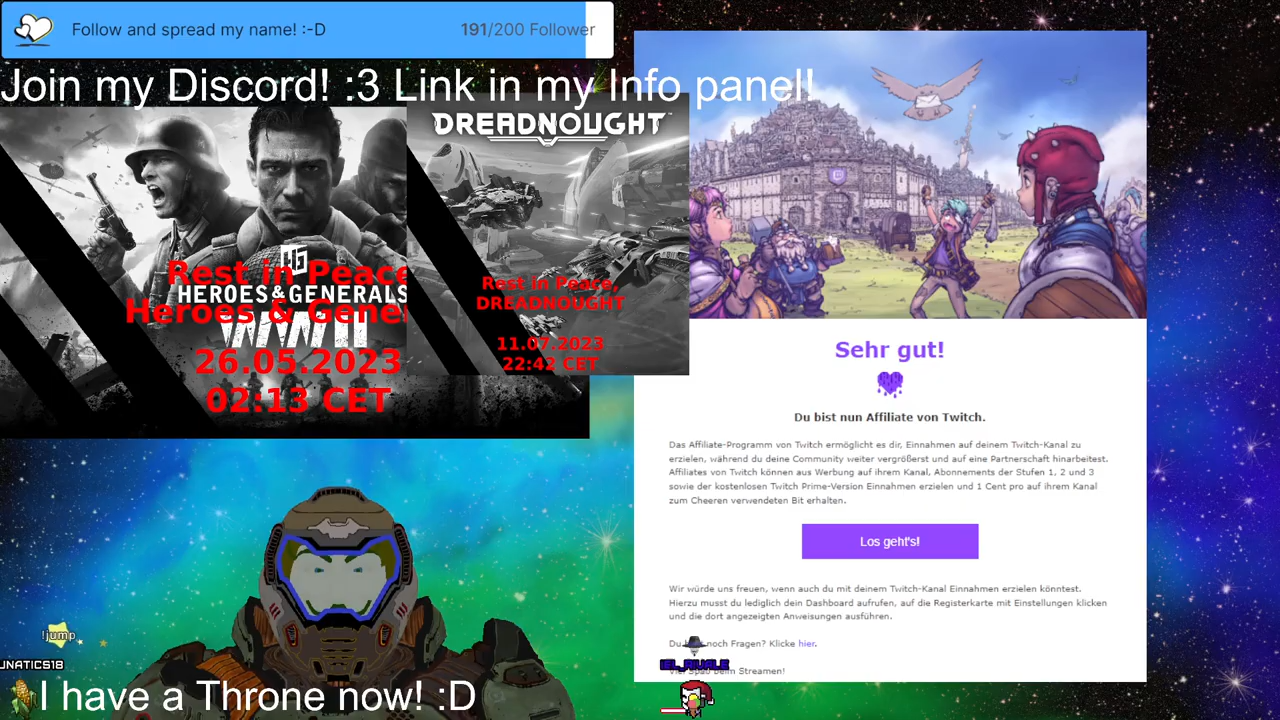 Follow and spread my name! :-D
191/200 Follower
Join my Discord! :3 Link in my Info panel!
HEROES&GENERALS
WWII
Rest in Peace
Heroes & Gene
26.05.2023
02:13 CET
DREADNOUGHT
Rest in Peace,
DREADNOUGHT
11.07.2023
22:42 CET
Sehr gut!
Du bist nun Affiliate von Twitch.
Das Affiliate-Programm von Twitch ermöglicht es dir, Einnahmen auf deinem Twitch-Kanal zu
erzielen, während du deine Community weiter vergrößerst und auf eine Partnerschaft hinarbeitest.
Affiliates von Twitch können aus Werbung auf ihrem Kanal, Abonnements der Stufen 1, 2 und 3
sowie der kostenlosen Twitch Prime-Version Einnahmen erzielen und 1 Cent pro auf ihrem Kanal
zum Cheeren verwendeten Bit erhalten.
Los geht's!
Wir würde uns freuen, wenn auch du mit deinem Twitch-Kanal Einnahmen erzielen könntest.
Hierzu musst du lediglich dein Dashboard aufrufen, auf die Registerkarte mit Einstellungen klicken
und die dort angezeigten Anweisungen ausführen.
Du noch Fragen? Klicke hier.
Viel Spaß beim Streamen!
!jump
UNATICS18
I have a Throne now! :D